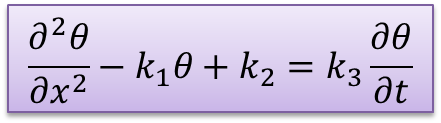 ∂²θ/∂x² − k₁θ + k₂ = k₃ ∂θ/∂t